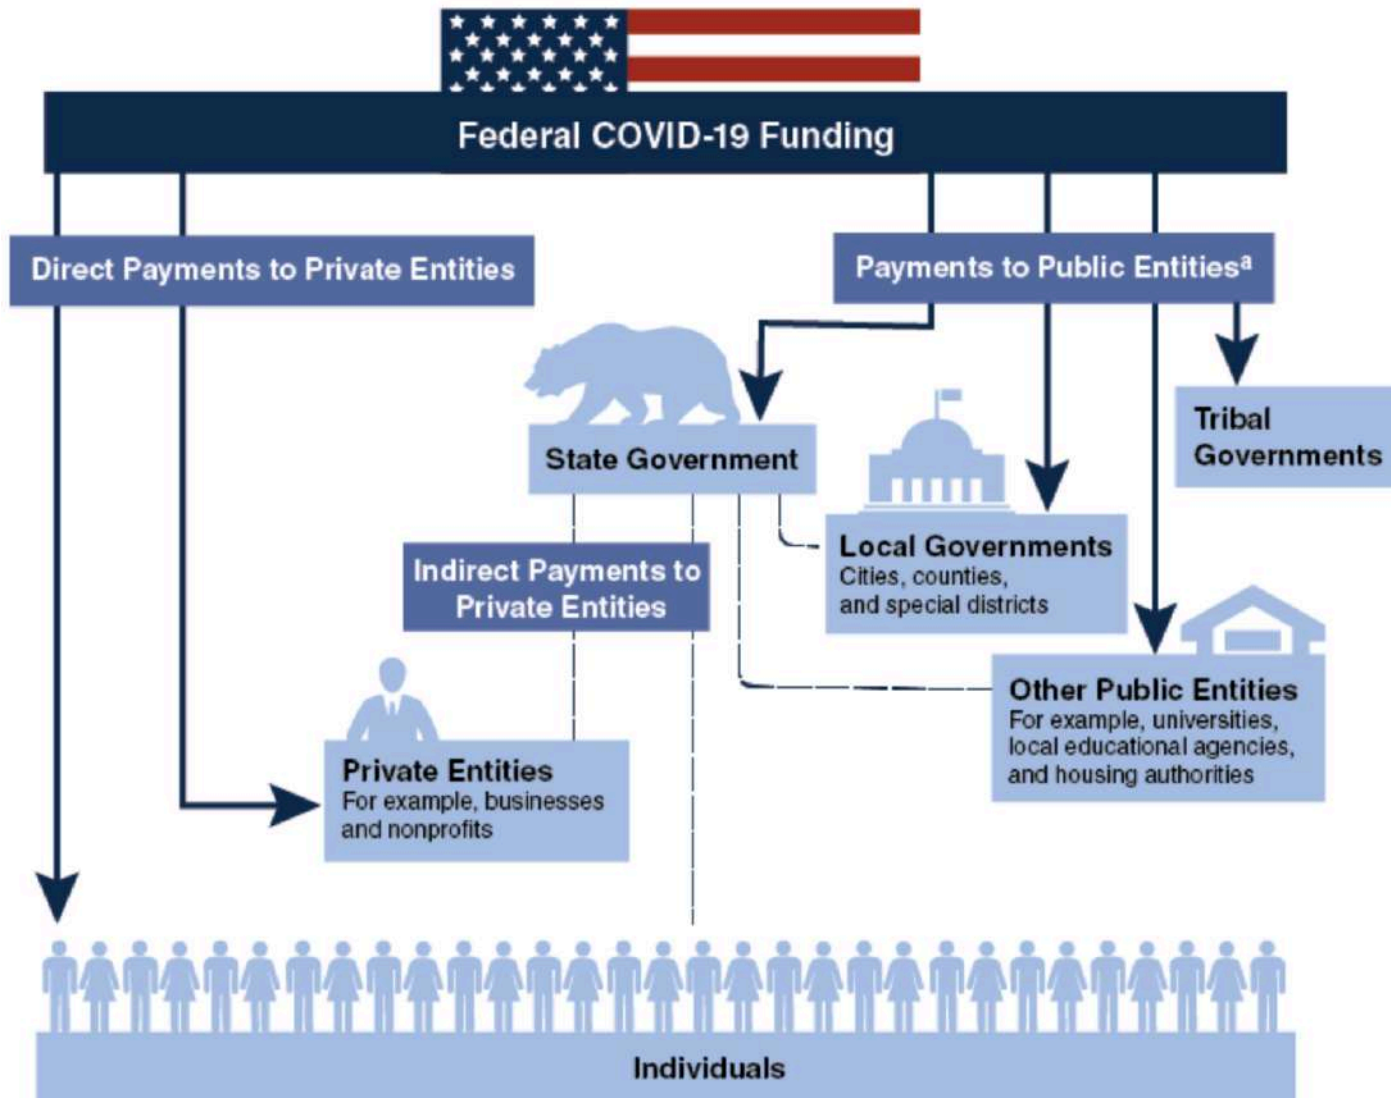 Federal COVID-19 Funding
Direct Payments to Private Entities
Payments to Public Entitiesᵃ
State Government
Tribal
Governments
Local Governments
Cities, counties,
and special districts
Indirect Payments to
Private Entities
Other Public Entities
For example, universities,
local educational agencies,
and housing authorities
Private Entities
For example, businesses
and nonprofits
Individuals